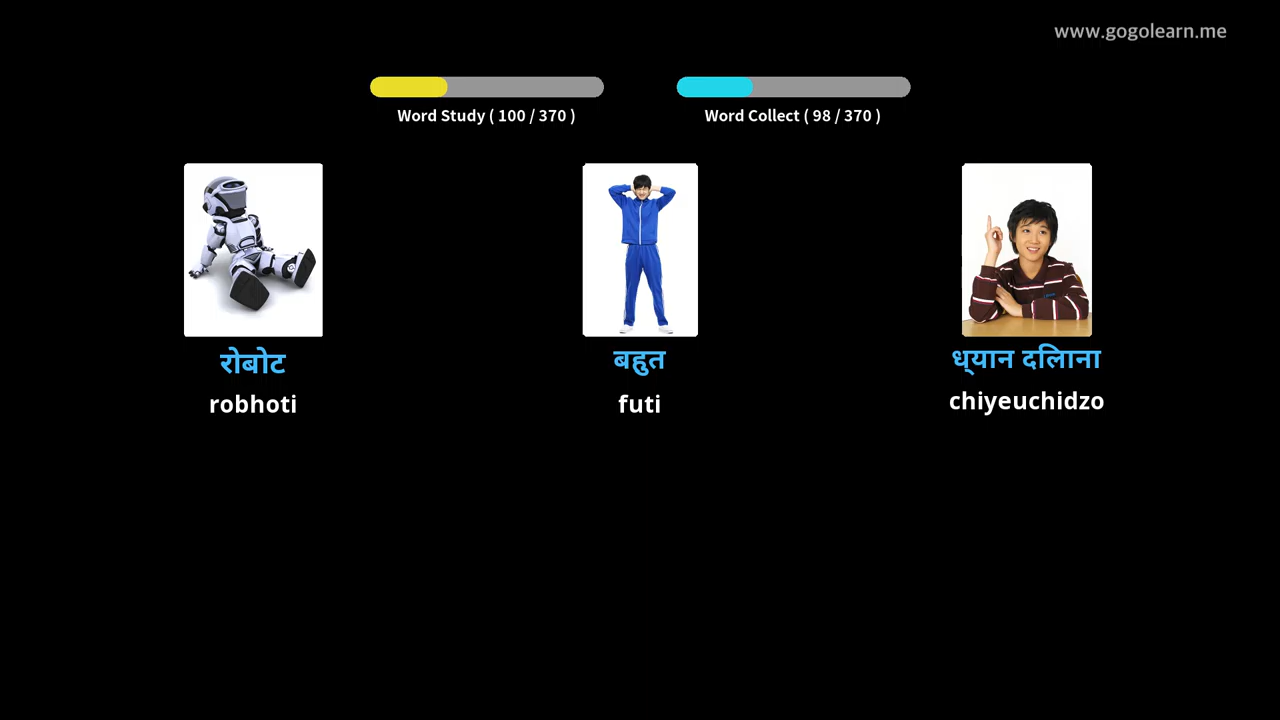 www.gogolearn.me
Word Study ( 100 / 370 )
Word Collect ( 98 / 370 )
रोबोट
robhoti
बहुत
futi
ध्यान दलिाना
chiyeuchidzo